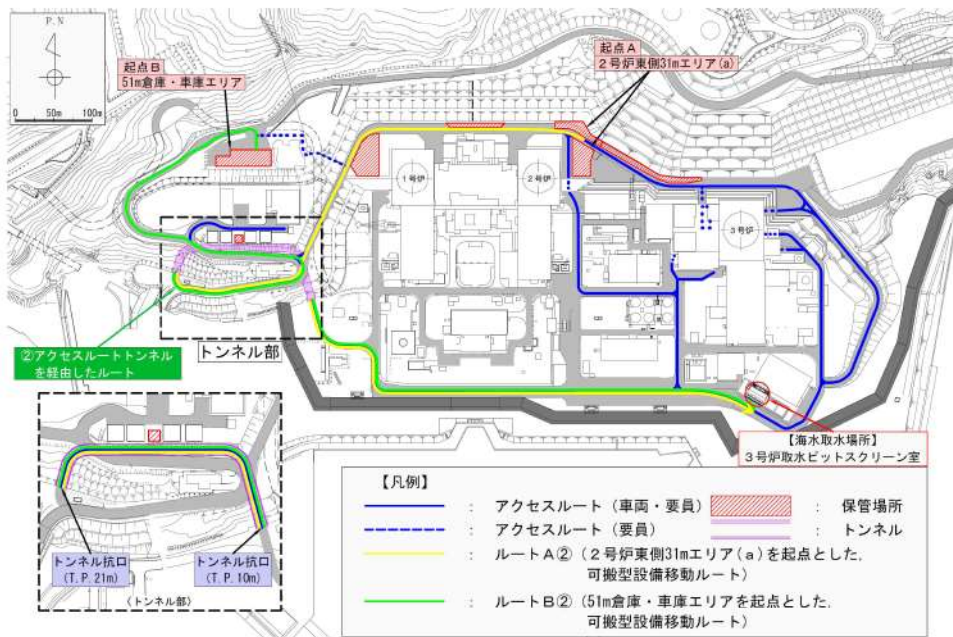 P.N
0 50m 100m
起点B
51m倉庫・車庫エリア
起点A
2号炉東側31mエリア(a)
1号炉
2号炉
3号炉
②アクセスルートトンネル
を経由したルート
トンネル部
【海水取水場所】
3号炉取水ピットスクリーン室
トンネル抗口
(T.P.21m)
トンネル抗口
(T.P.10m)
(トンネル部)
【凡例】
: アクセスルート(車両・要員)
: 保管場所
: アクセスルート(要員)
: トンネル
: ルートA②(2号炉東側31mエリア(a)を起点とした,
可搬型設備移動ルート)
: ルートB②(51m倉庫・車庫エリアを起点とした,
可搬型設備移動ルート)